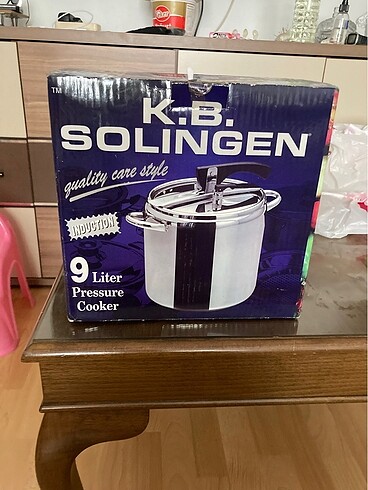 TM
K.B.
SOLINGEN
quality care style
INDUCTION
9 Liter
Pressure
Cooker